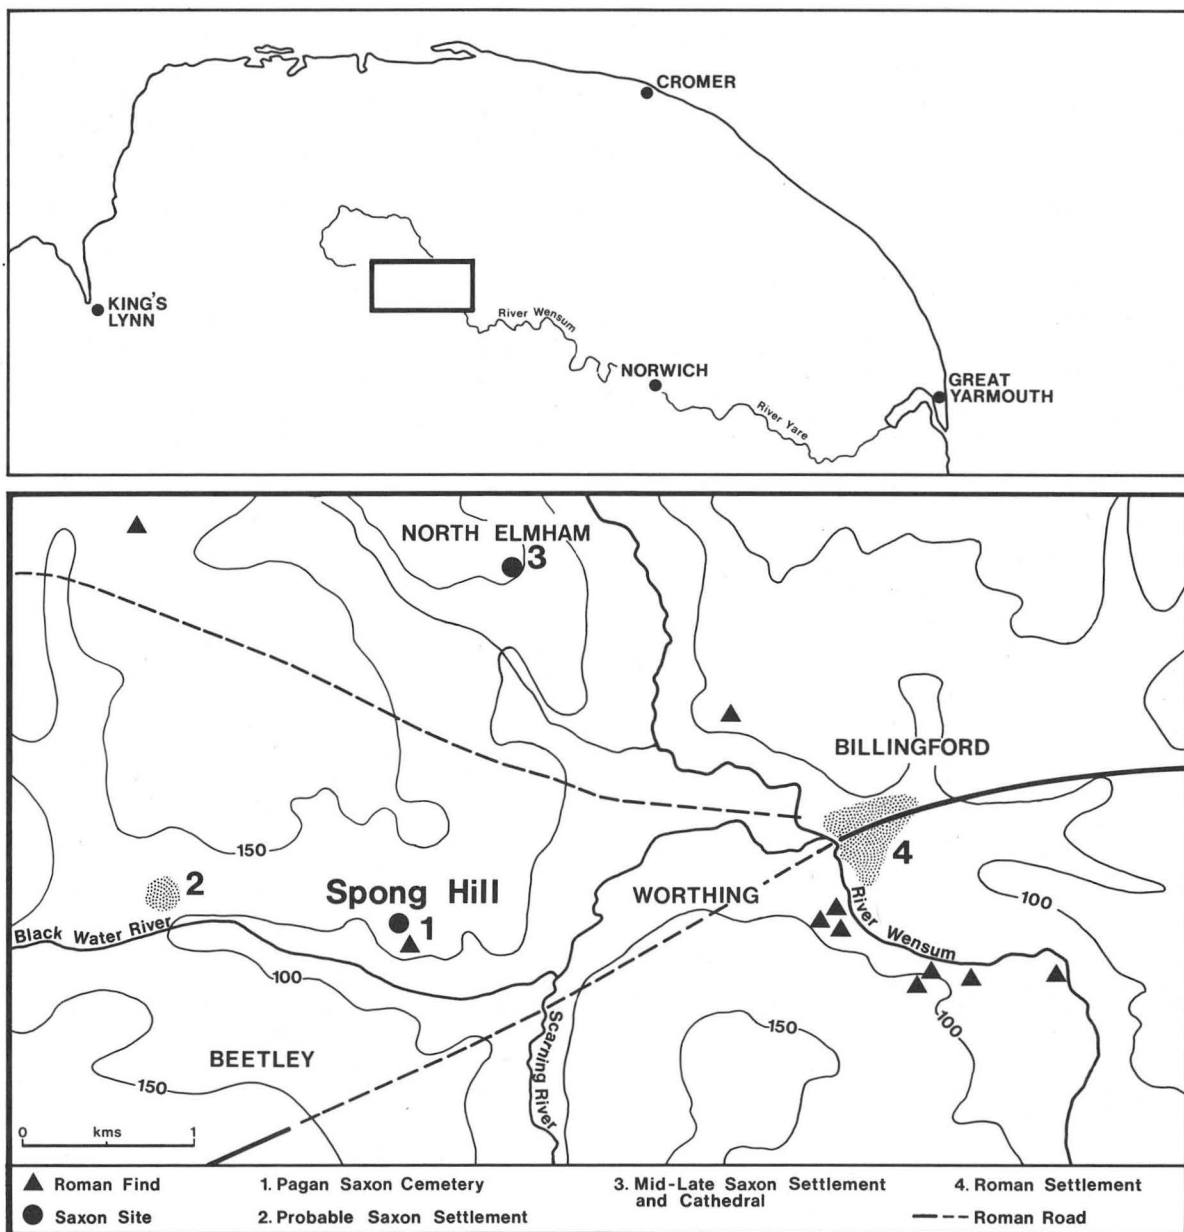 CROMER
KING'S
LYNN
River Wensum
NORWICH
GREAT
YARMOUTH
River Yare
NORTH ELMHAM
3
BILLINGFORD
150
2
Spong Hill
4
WORTHING
1
Black Water River
River Wensum
100
100
100
150
Scarning River
BEETLEY
150
0 kms 1
Roman Find
1. Pagan Saxon Cemetery
3. Mid-Late Saxon Settlement
and Cathedral
4. Roman Settlement
Saxon Site
2. Probable Saxon Settlement
Roman Road